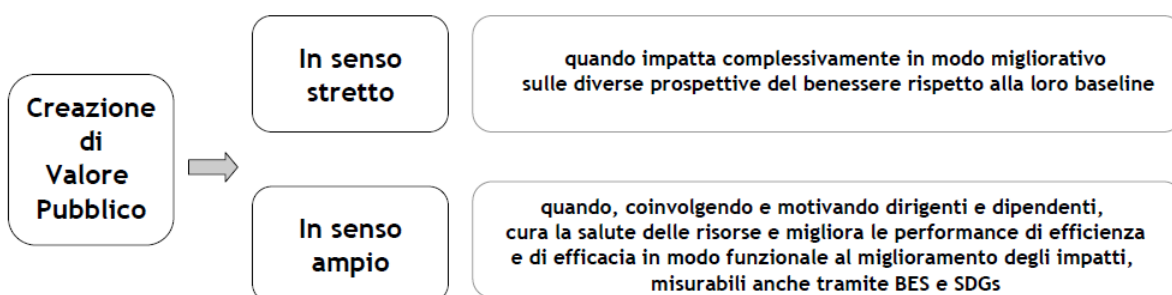 Creazione
di
Valore
Pubblico
In senso
stretto
quando impatta complessivamente in modo migliorativo
sulle diverse prospettive del benessere rispetto alla loro baseline
In senso
ampio
quando, coinvolgendo e motivando dirigenti e dipendenti,
cura la salute delle risorse e migliora le performance di efficienza
e di efficacia in modo funzionale al miglioramento degli impatti,
misurabili anche tramite BES e SDGs